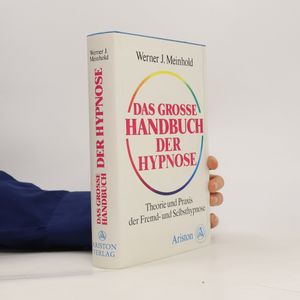 Werner J. Meinhold
DAS GROSSE
HANDBUCH
DER HYPNOSE
ARISTON
VERLAG
Werner J. Meinhold
DAS GROSSE
HANDBUCH
DER
HYPNOSE
Theorie und Praxis
der Fremd- und Selbsthypnose
Ariston